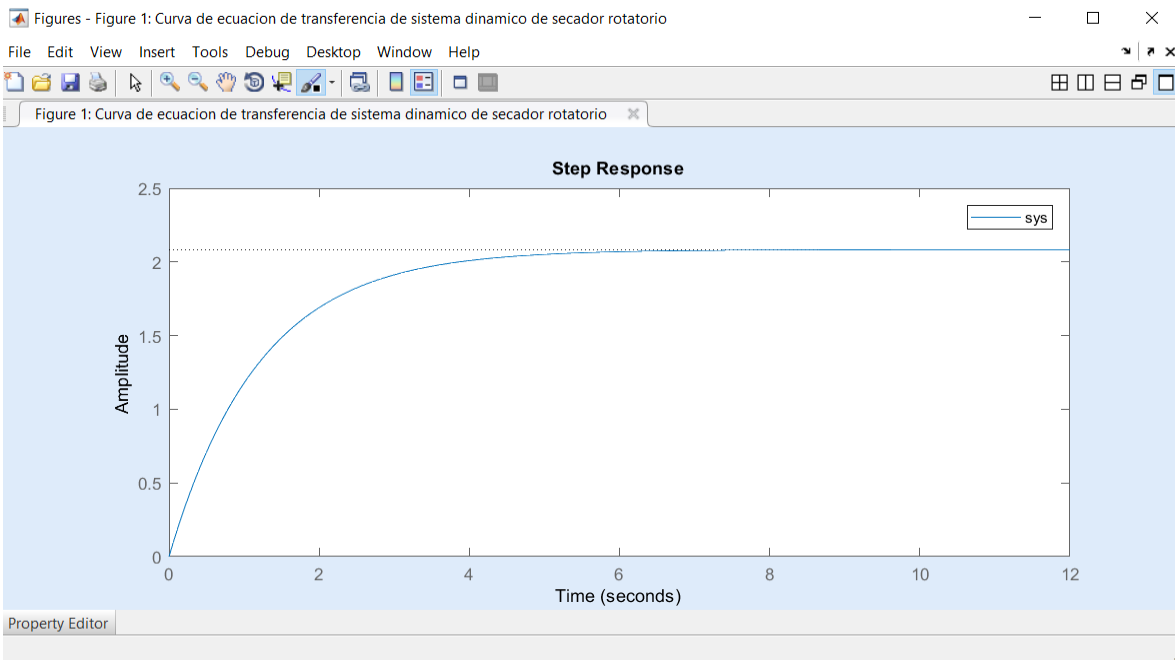 Figures - Figure 1: Curva de ecuacion de transferencia de sistema dinamico de secador rotatorio
File Edit View Insert Tools Debug Desktop Window Help
Figure 1: Curva de ecuacion de transferencia de sistema dinamico de secador rotatorio
Step Response
2.5
2
1.5
1
0.5
0
Amplitude
sys
0 2 4 6 8 10 12
Time (seconds)
Property Editor